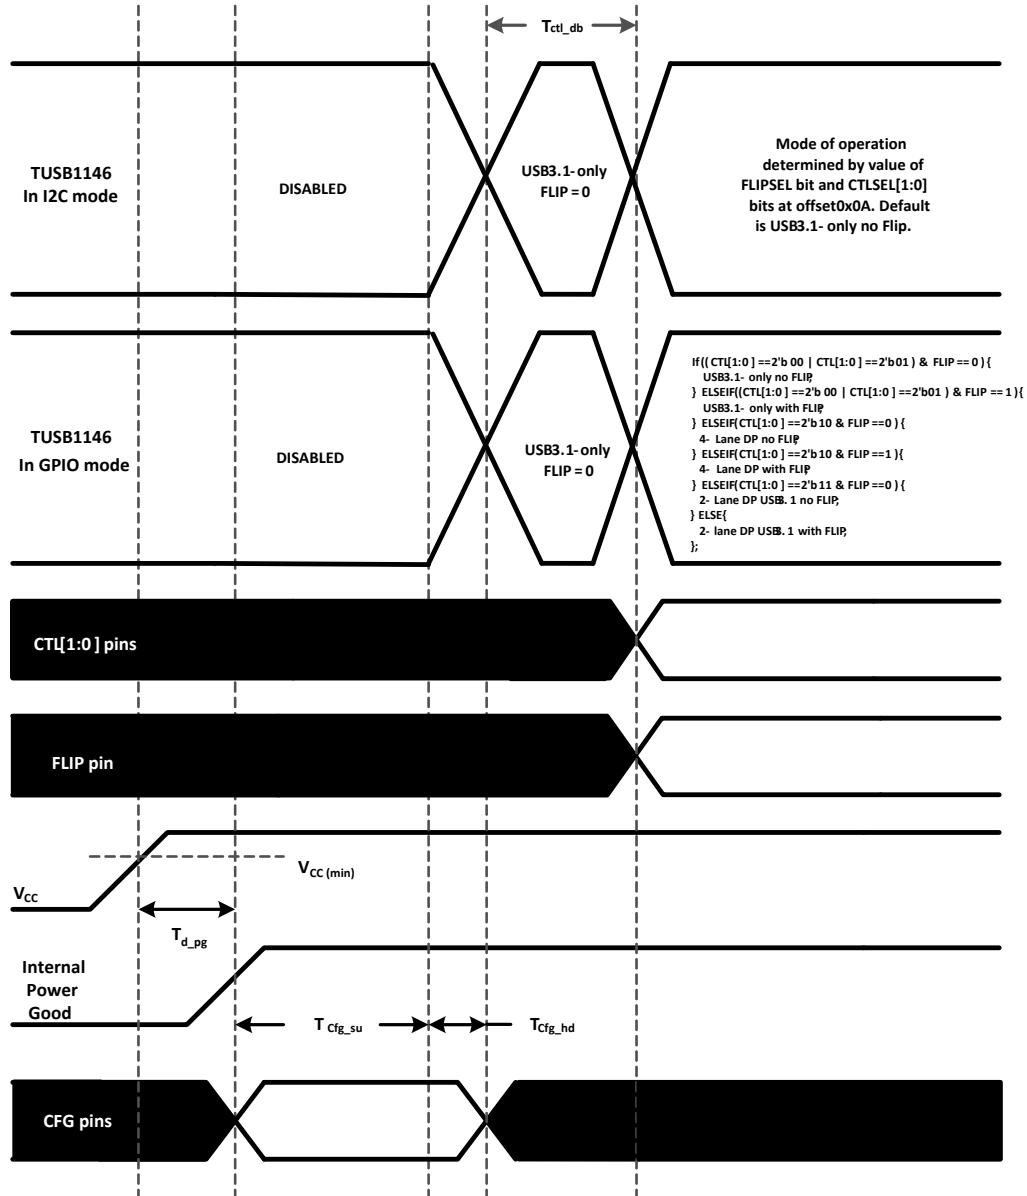 Tctl_db
TUSB1146
In I2C mode
DISABLED
USB3.1- only
FLIP = 0
Mode of operation
determined by value of
FLIPSEL bit and CTLSEL[1:0]
bits at offset0x0A. Default
is USB3.1- only no Flip.
TUSB1146
In GPIO mode
DISABLED
USB3.1- only
FLIP = 0
If(( CTL[1:0 ] ==2'b 00 | CTL[1:0 ] ==2'b01 ) & FLIP == 0 ) {
USB3.1- only no FLIP;
} ELSEIF((CTL[1:0 ] ==2'b 00 | CTL[1:0 ] ==2'b01 ) & FLIP == 1 ){
USB3.1- only with FLIP;
} ELSEIF(CTL[1:0 ] ==2'b 10 & FLIP ==0 ) {
4- Lane DP no FLIP;
} ELSEIF(CTL[1:0 ] ==2'b 10 & FLIP ==1 ){
4- Lane DP with FLIP;
} ELSEIF(CTL[1:0 ] ==2'b 11 & FLIP ==0 ) {
2- Lane DP USB3. 1 no FLIP;
} ELSE{
2- lane DP USB3. 1 with FLIP;
};
CTL[1:0 ] pins
FLIP pin
VCC (min)
VCC
Td_pg
Internal
Power
Good
TCfg_su
TCfg_hd
CFG pins